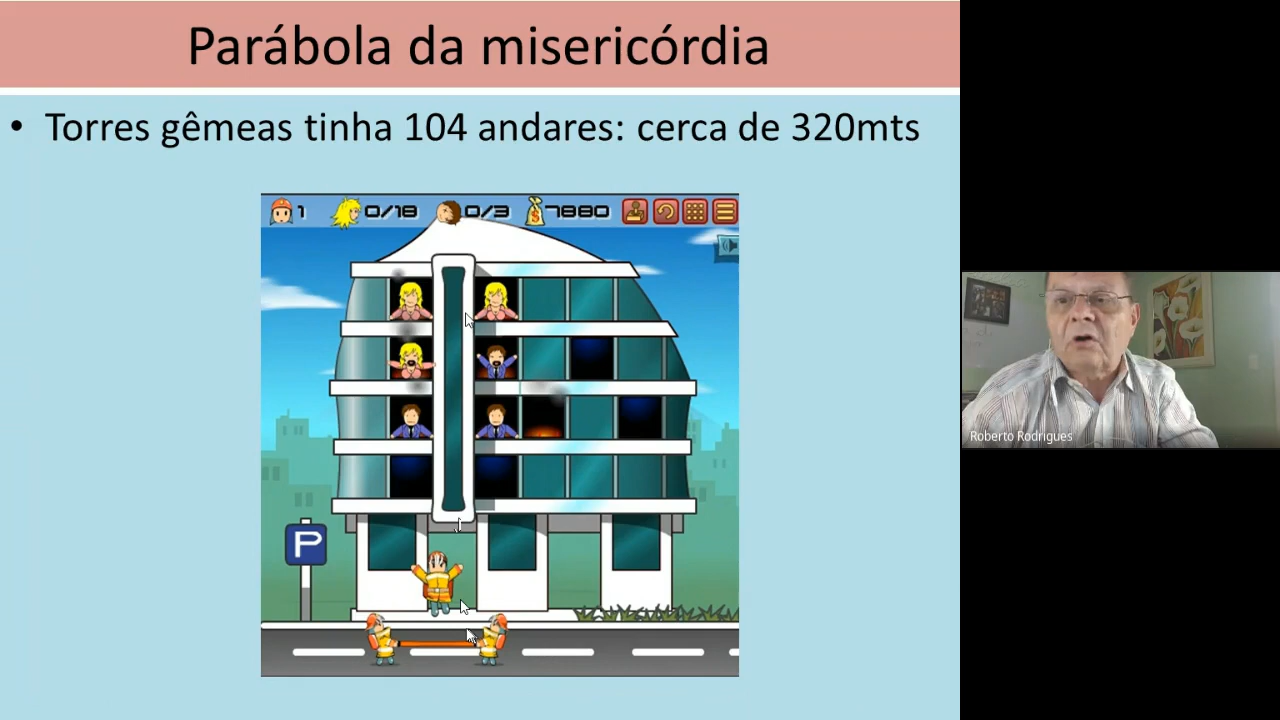 Parábola da misericórdia
• Torres gêmeas tinha 104 andares: cerca de 320mts
1 0/18 0/3 $ 7880
P
Roberto Rodrigues